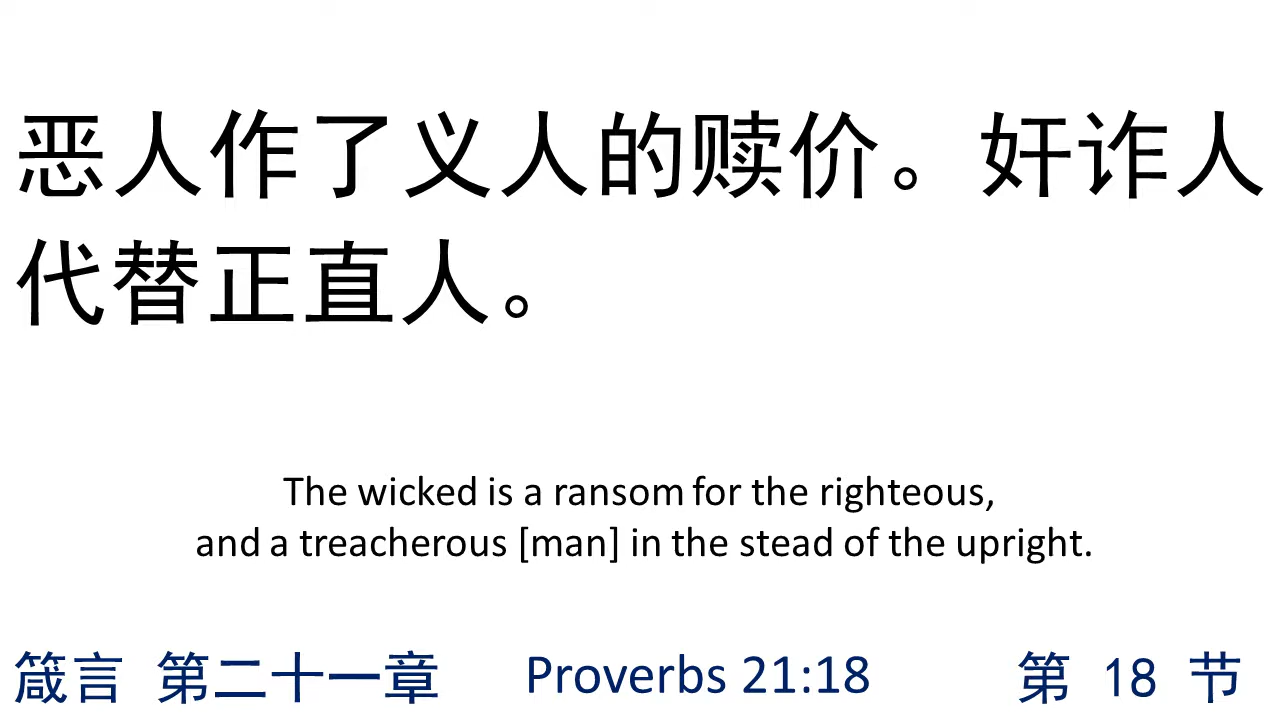 恶人作了义人的赎价。奸诈人
代替正直人。
The wicked is a ransom for the righteous,
and a treacherous [man] in the stead of the upright.
箴言 第二十一章 Proverbs 21:18 第 18 节